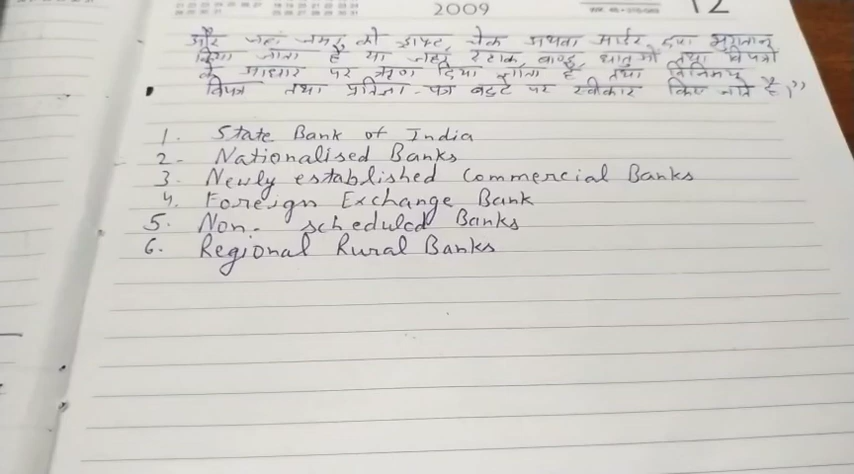 2009
12
और जहां जमा को ड्राफ्ट, चेक अथवा आर्डर द्वारा भुगतान
किया जाता है या जहां स्टाक, बाण्ड, धातुओं तथा विपत्रों
के आधार पर ऋण दिया जाता है तथा विनिमय
विपत्र तथा प्रतिज्ञा-पत्र बट्टे पर स्वीकार किए जाते है।"
1. State Bank of India
2- Nationalised Banks
3. Newly established Commercial Banks
4. Foreign Exchange Bank
5. Non- scheduled Banks
6. Regional Rural Banks